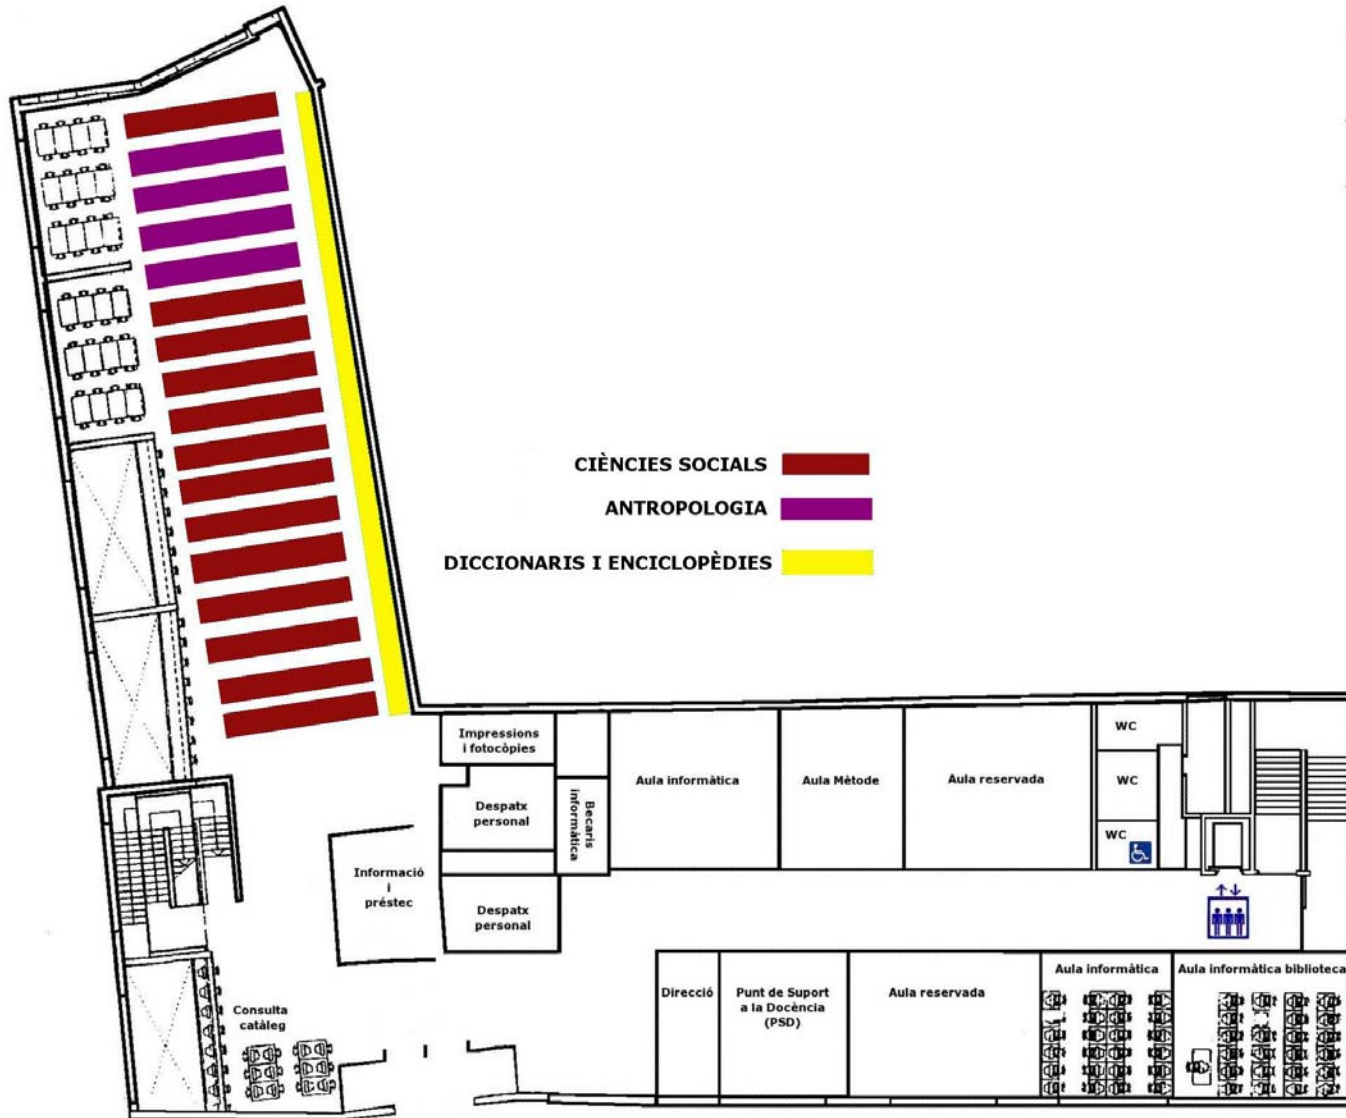 CIÈNCIES SOCIALS
ANTROPOLOGIA
DICCIONARIS I ENCICLOPÈDIES
Impressions
i fotocòpies
Despatx
personal
Becaris
informàtica
Aula informàtica
Aula Mètode
Aula reservada
WC
WC
WC
Informació
i
préstec
Despatx
personal
Direcció
Punt de Suport
a la Docència
(PSD)
Aula reservada
Aula informàtica
Aula informàtica biblioteca
Consulta
catàleg